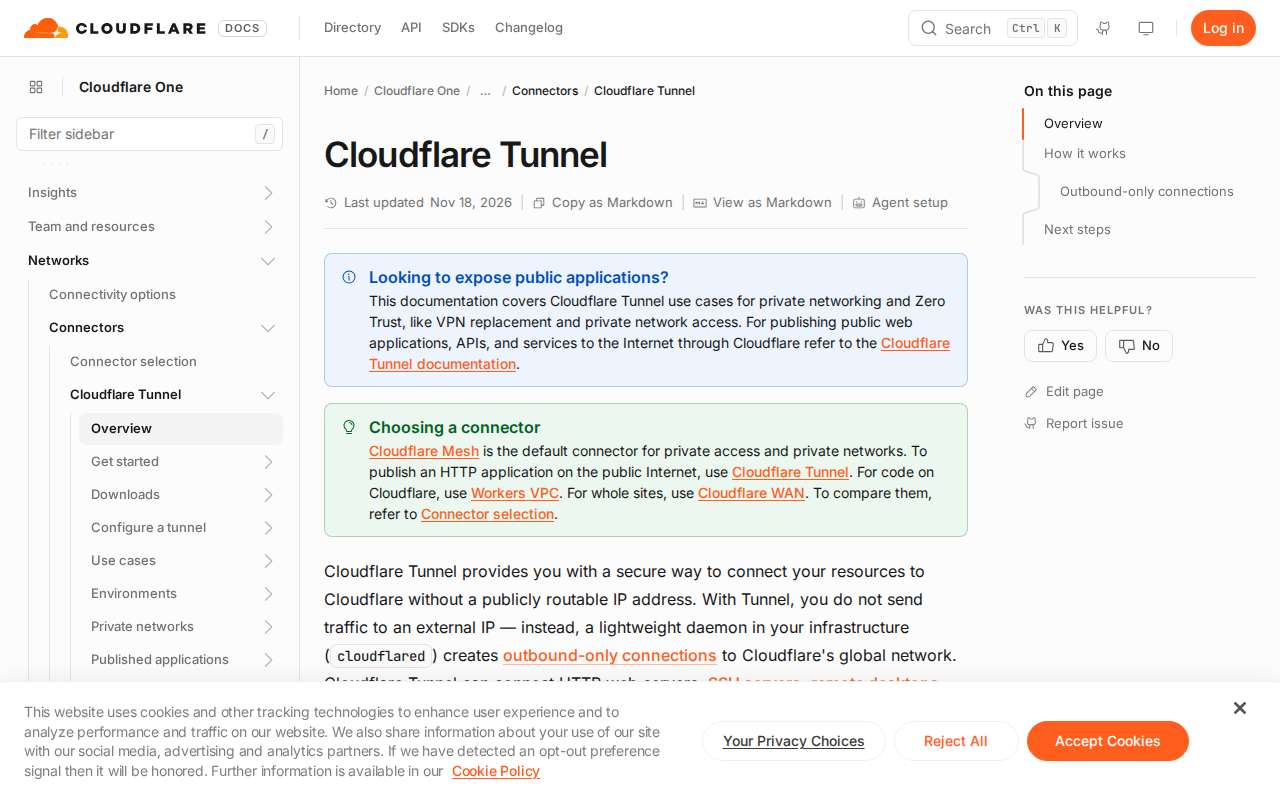 CLOUDFLARE DOCS
Directory API SDKs Changelog
Search Ctrl K
Log in
Cloudflare One
Filter sidebar /
Insights
Team and resources
Networks
Connectivity options
Connectors
Connector selection
Cloudflare Tunnel
Overview
Get started
Downloads
Configure a tunnel
Use cases
Environments
Private networks
Published applications
Home / Cloudflare One / ... / Connectors / Cloudflare Tunnel
Cloudflare Tunnel
Last updated Nov 18, 2026 Copy as Markdown View as Markdown Agent setup
Looking to expose public applications?
This documentation covers Cloudflare Tunnel use cases for private networking and Zero
Trust, like VPN replacement and private network access. For publishing public web
applications, APIs, and services to the Internet through Cloudflare refer to the Cloudflare
Tunnel documentation.
Choosing a connector
Cloudflare Mesh is the default connector for private access and private networks. To
publish an HTTP application on the public Internet, use Cloudflare Tunnel. For code on
Cloudflare, use Workers VPC. For whole sites, use Cloudflare WAN. To compare them,
refer to Connector selection.
Cloudflare Tunnel provides you with a secure way to connect your resources to
Cloudflare without a publicly routable IP address. With Tunnel, you do not send
traffic to an external IP — instead, a lightweight daemon in your infrastructure
(cloudflared) creates outbound-only connections to Cloudflare's global network.
Cloudflare Tunnel can connect HTTP web servers, SSH servers, remote desktops,
On this page
Overview
How it works
Outbound-only connections
Next steps
WAS THIS HELPFUL?
Yes No
Edit page
Report issue
This website uses cookies and other tracking technologies to enhance user experience and to
analyze performance and traffic on our website. We also share information about your use of our site
with our social media, advertising and analytics partners. If we have detected an opt-out preference
signal then it will be honored. Further information is available in our Cookie Policy
Your Privacy Choices Reject All Accept Cookies